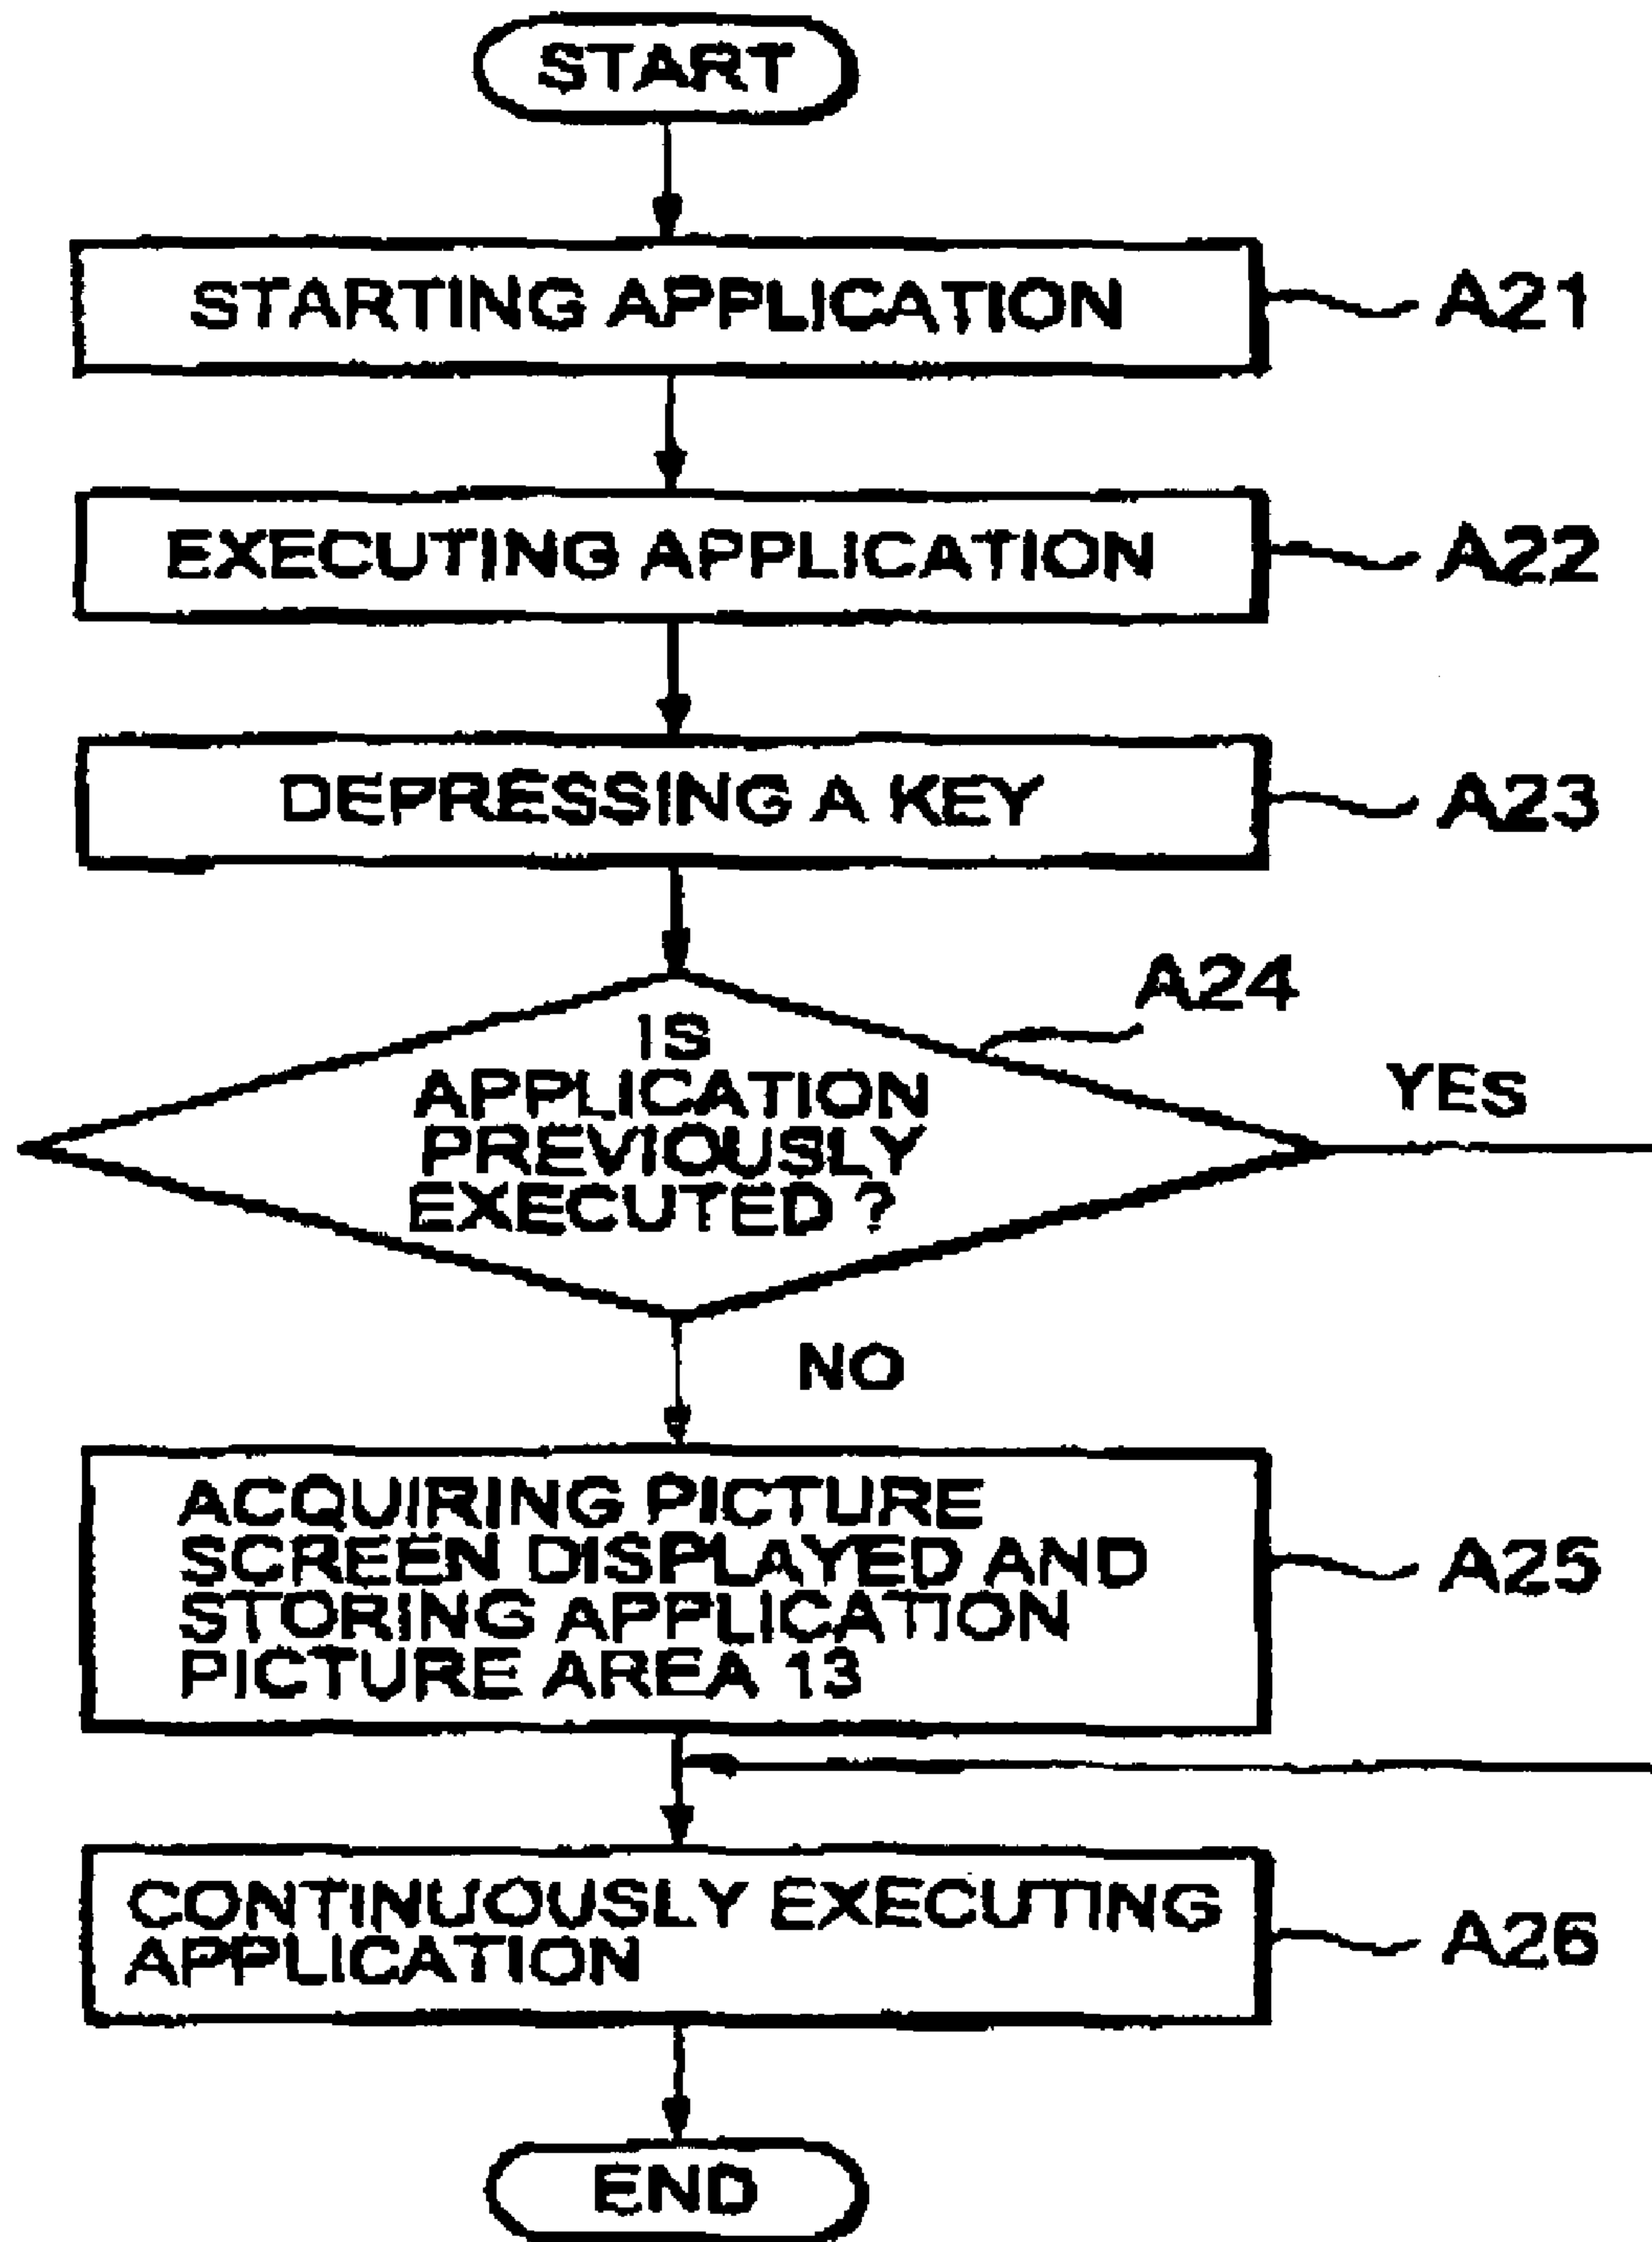 START
STARTING APPLICATION
A21
EXECUTING APPLICATION
A22
DEPRESSING A KEY
A23
A24
IS
APPLICATION
PREVIOUSLY
EXECUTED ?
YES
NO
ACQUIRING PICTURE
SCREEN DISPLAYED AND
STORING APPLICATION
PICTURE AREA 13
A25
CONTINUOUSLY EXECUTING
APPLICATION
A26
END